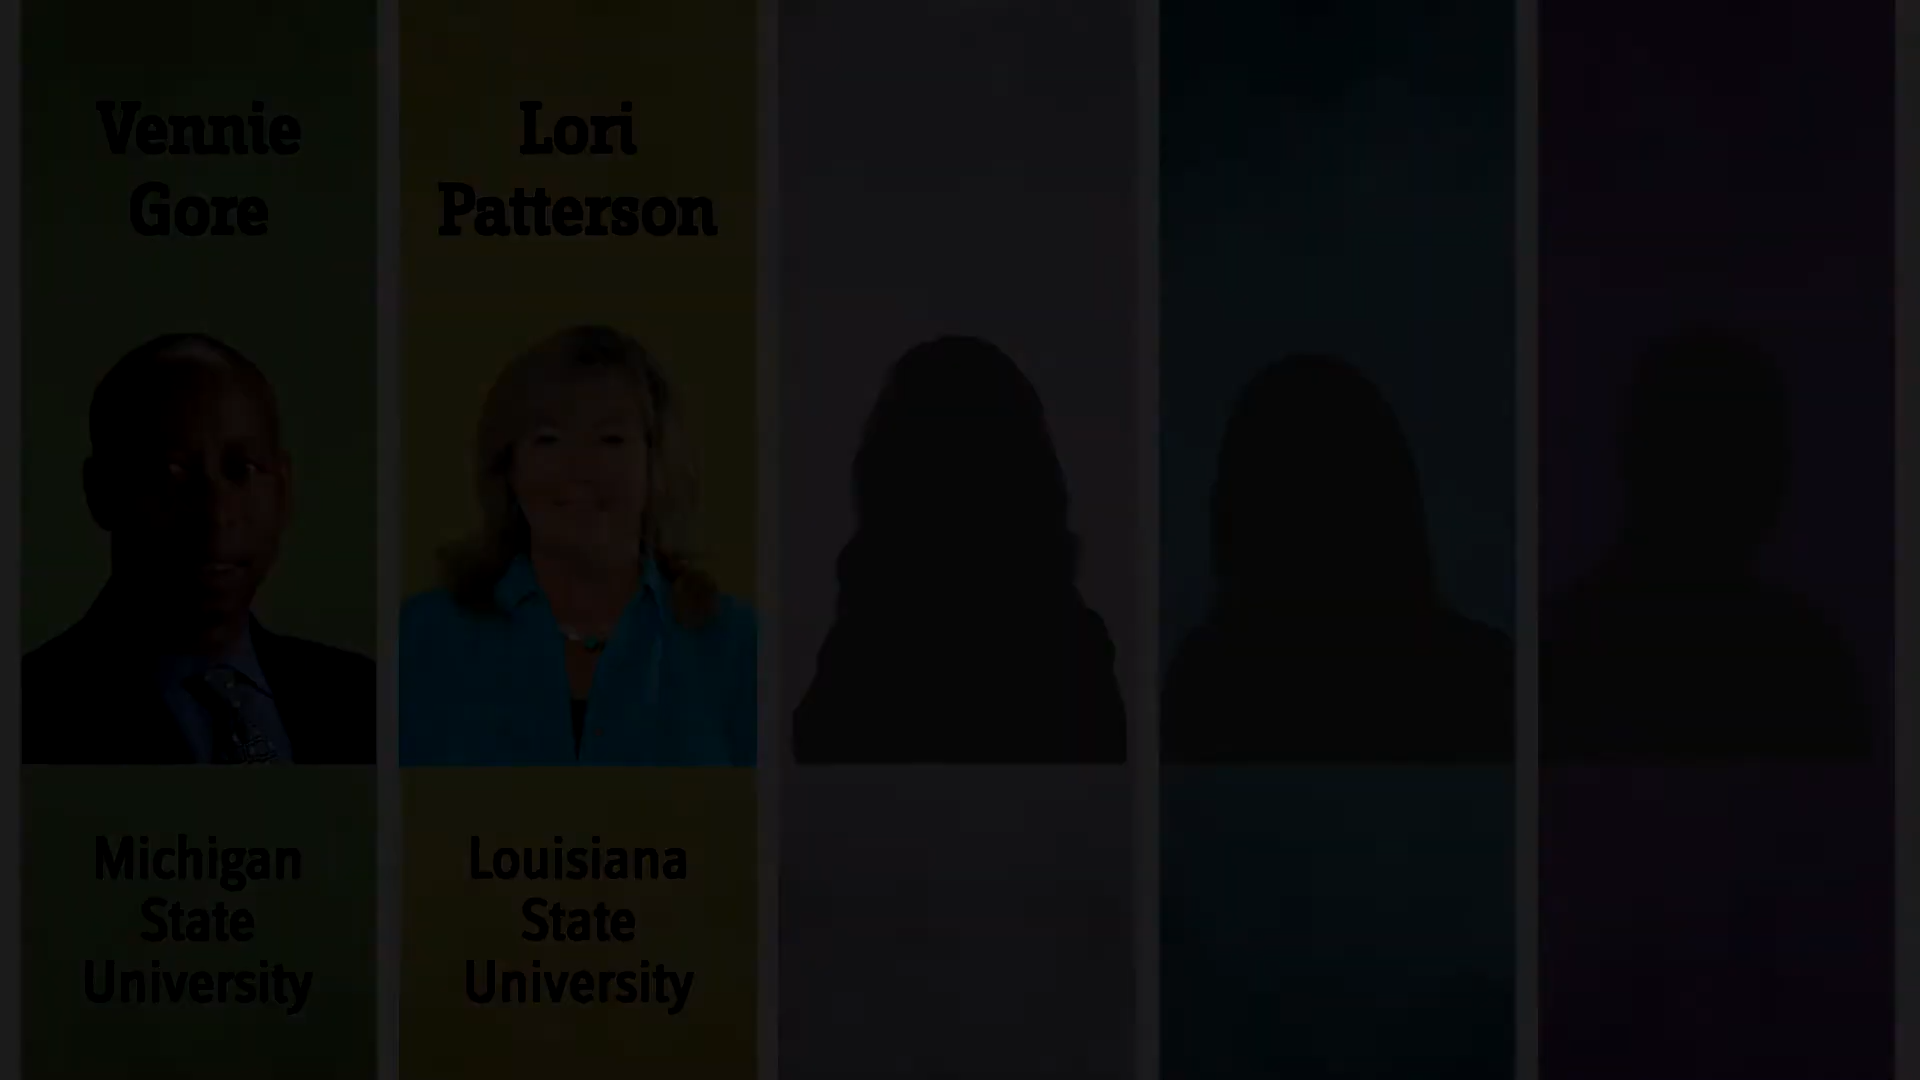 Vennie
Gore
Michigan
State
University
Lori
Patterson
Louisiana
State
University